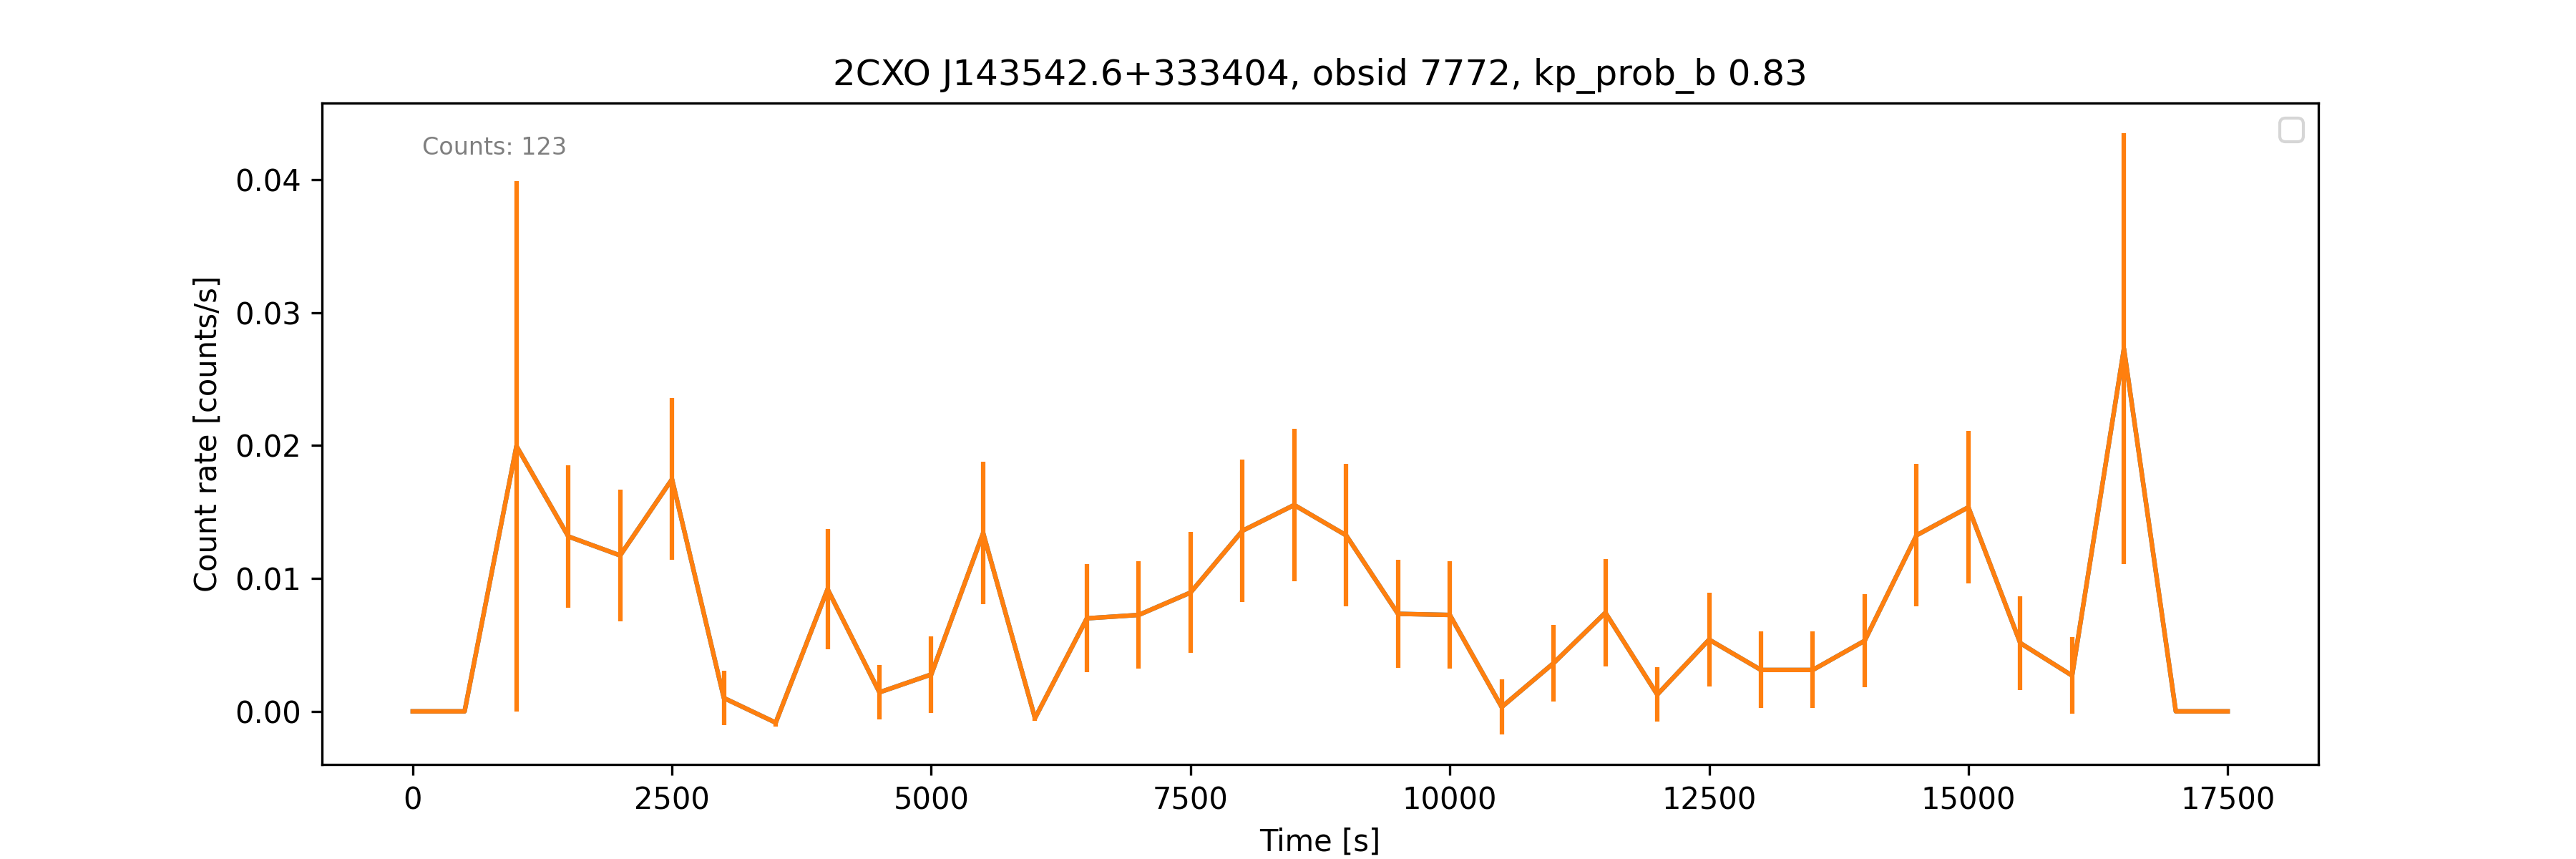 2CXO J143542.6+333404, obsid 7772, kp_prob_b 0.83
Counts: 123
0.04
0.03
0.02
0.01
0.00
Count rate [counts/s]
0 2500 5000 7500 10000 12500 15000 17500
Time [s]